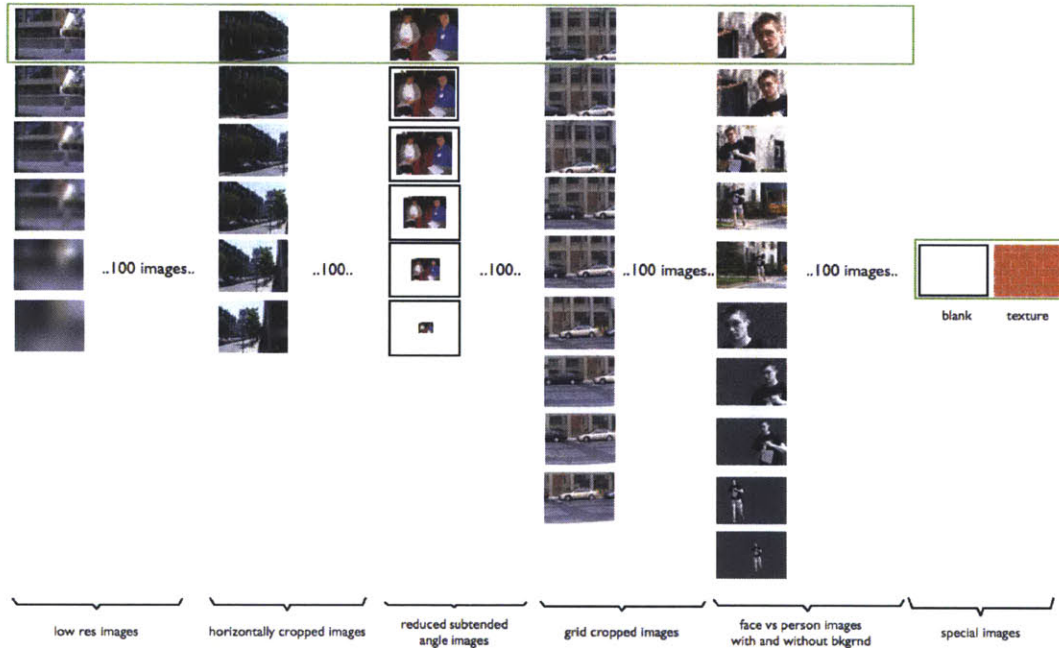 ..100 images..
..100..
..100..
..100 images..
..100 images..
blank
texture
low res images
horizontally cropped images
reduced subtended
angle images
grid cropped images
face vs person images
with and without bkgrnd
special images